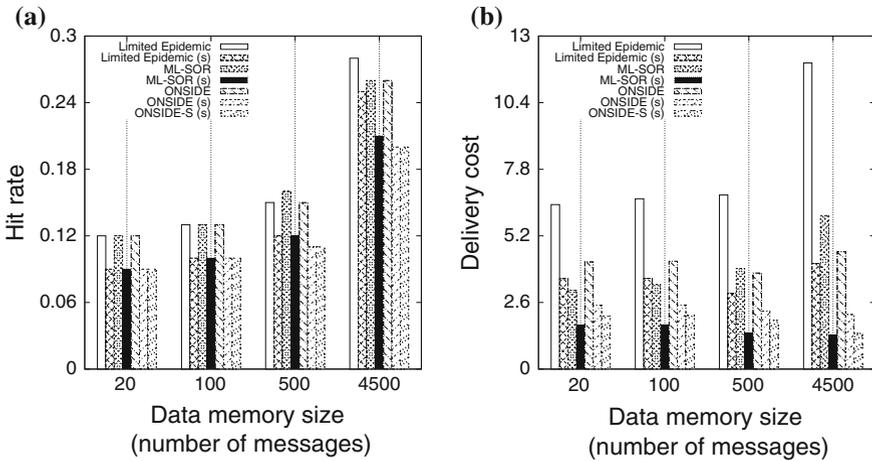 (a)
Hit rate
0.3
0.24
0.18
0.12
0.06
0
Limited Epidemic
Limited Epidemic (s)
ML-SOR
ML-SOR (s)
ONSIDE
ONSIDE (s)
ONSIDE-S (s)
20 100 500 4500
Data memory size
(number of messages)
(b)
Delivery cost
13
10.4
7.8
5.2
2.6
0
Limited Epidemic
Limited Epidemic (s)
ML-SOR
ML-SOR (s)
ONSIDE
ONSIDE (s)
ONSIDE-S (s)
20 100 500 4500
Data memory size
(number of messages)